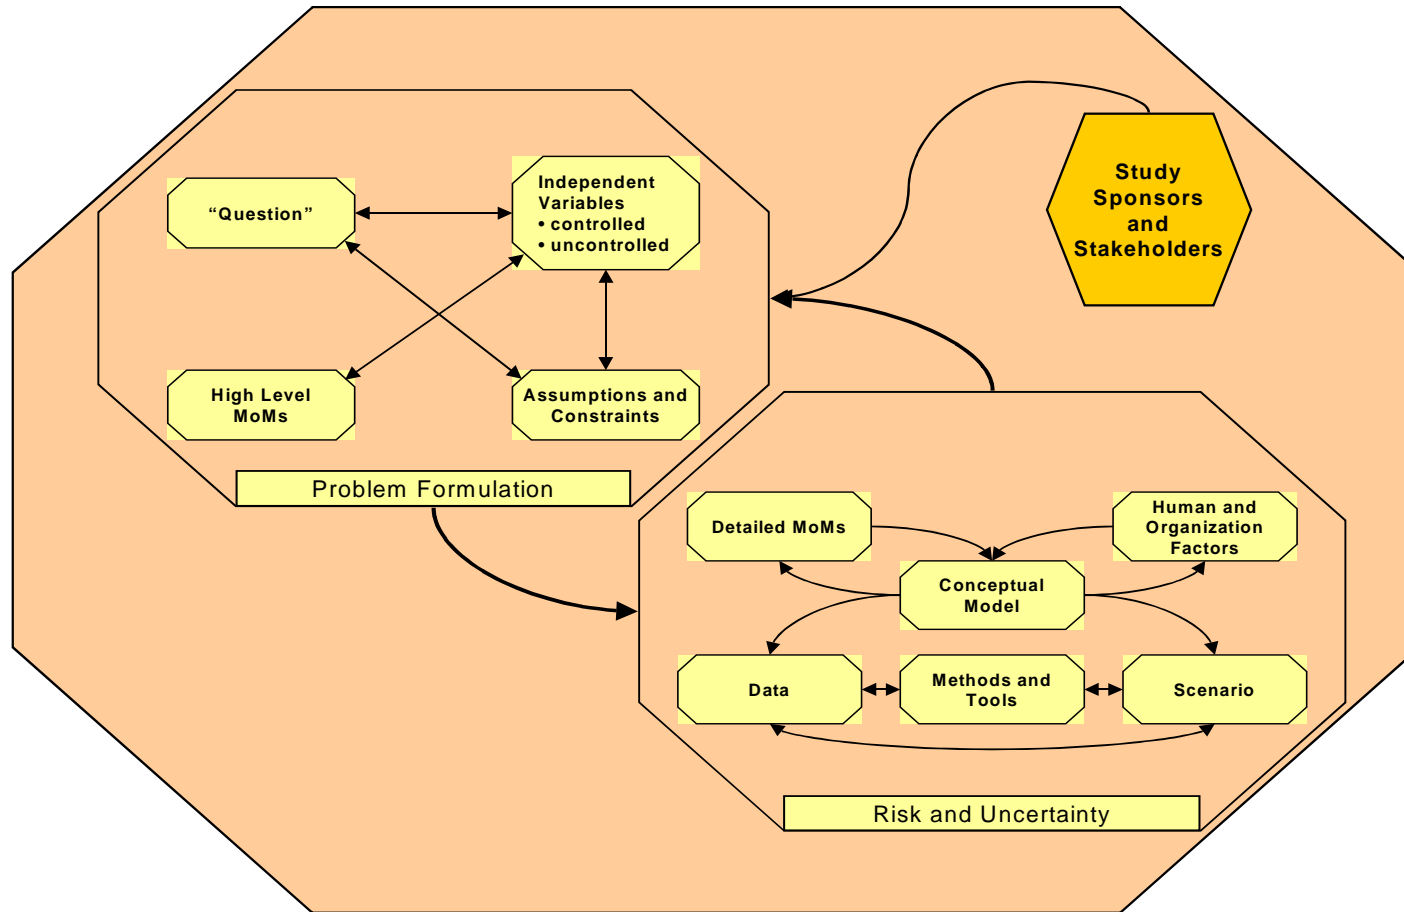 Study
Sponsors
and
Stakeholders
“Question”
Independent
Variables
• controlled
• uncontrolled
High Level
MoMs
Assumptions and
Constraints
Problem Formulation
Detailed MoMs
Human and
Organization
Factors
Conceptual
Model
Data
Methods and
Tools
Scenario
Risk and Uncertainty